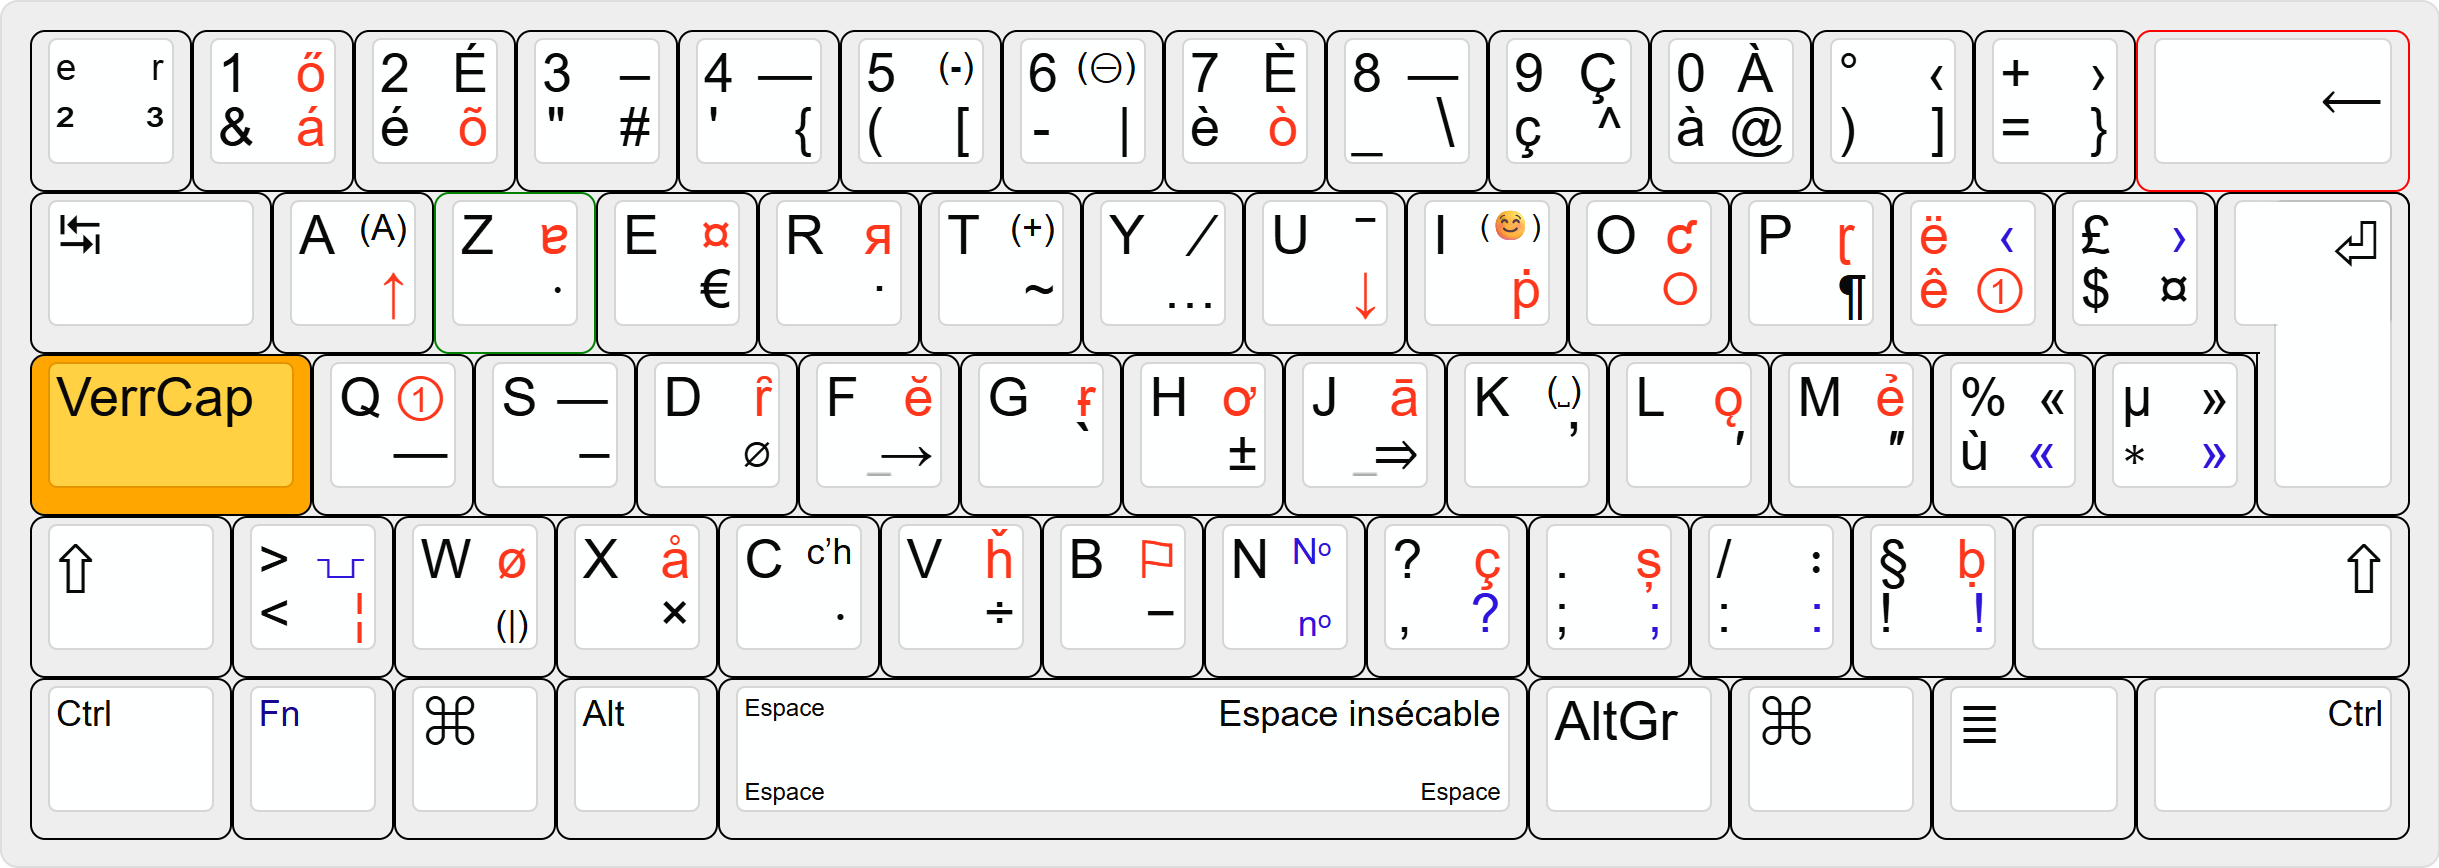 e r 1 ő 2 É 3 – 4 — 5 (-) 6 (㊀) 7 È 8 — 9 Ç 0 À ° ‹ + ›
² ³ & á é õ " # ' { ( [ - | è ò _ \ ç ^ à @ ) ] = } ←
↹ A (A) Z ɐ E ¤ R я T (+) Y ⁄ U ¯ I (😊) O ƈ P ɽ ë ‹ £ › ⏎
↑ · € · ~ … ↓ ṗ ○ ¶ ê ① $ ¤
VerrCap Q ① S — D ȓ F ĕ G ꞧ H ơ J ā K (⎵) L ǫ M ẻ % « µ »
— – ∅ _→ ` ± _⇒ ’ ′ ″ ù « * »
⇧ > ⎵ W ø X å C c’h V ȟ B ⚐ N Nº ? ç . ș / : § ḅ ⇧
< ¦ (|) × · ÷ − nº , ? ; ; : : ! !
Ctrl Fn ⌘ Alt Espace Espace insécable AltGr ⌘ ≣ Ctrl
Espace Espace